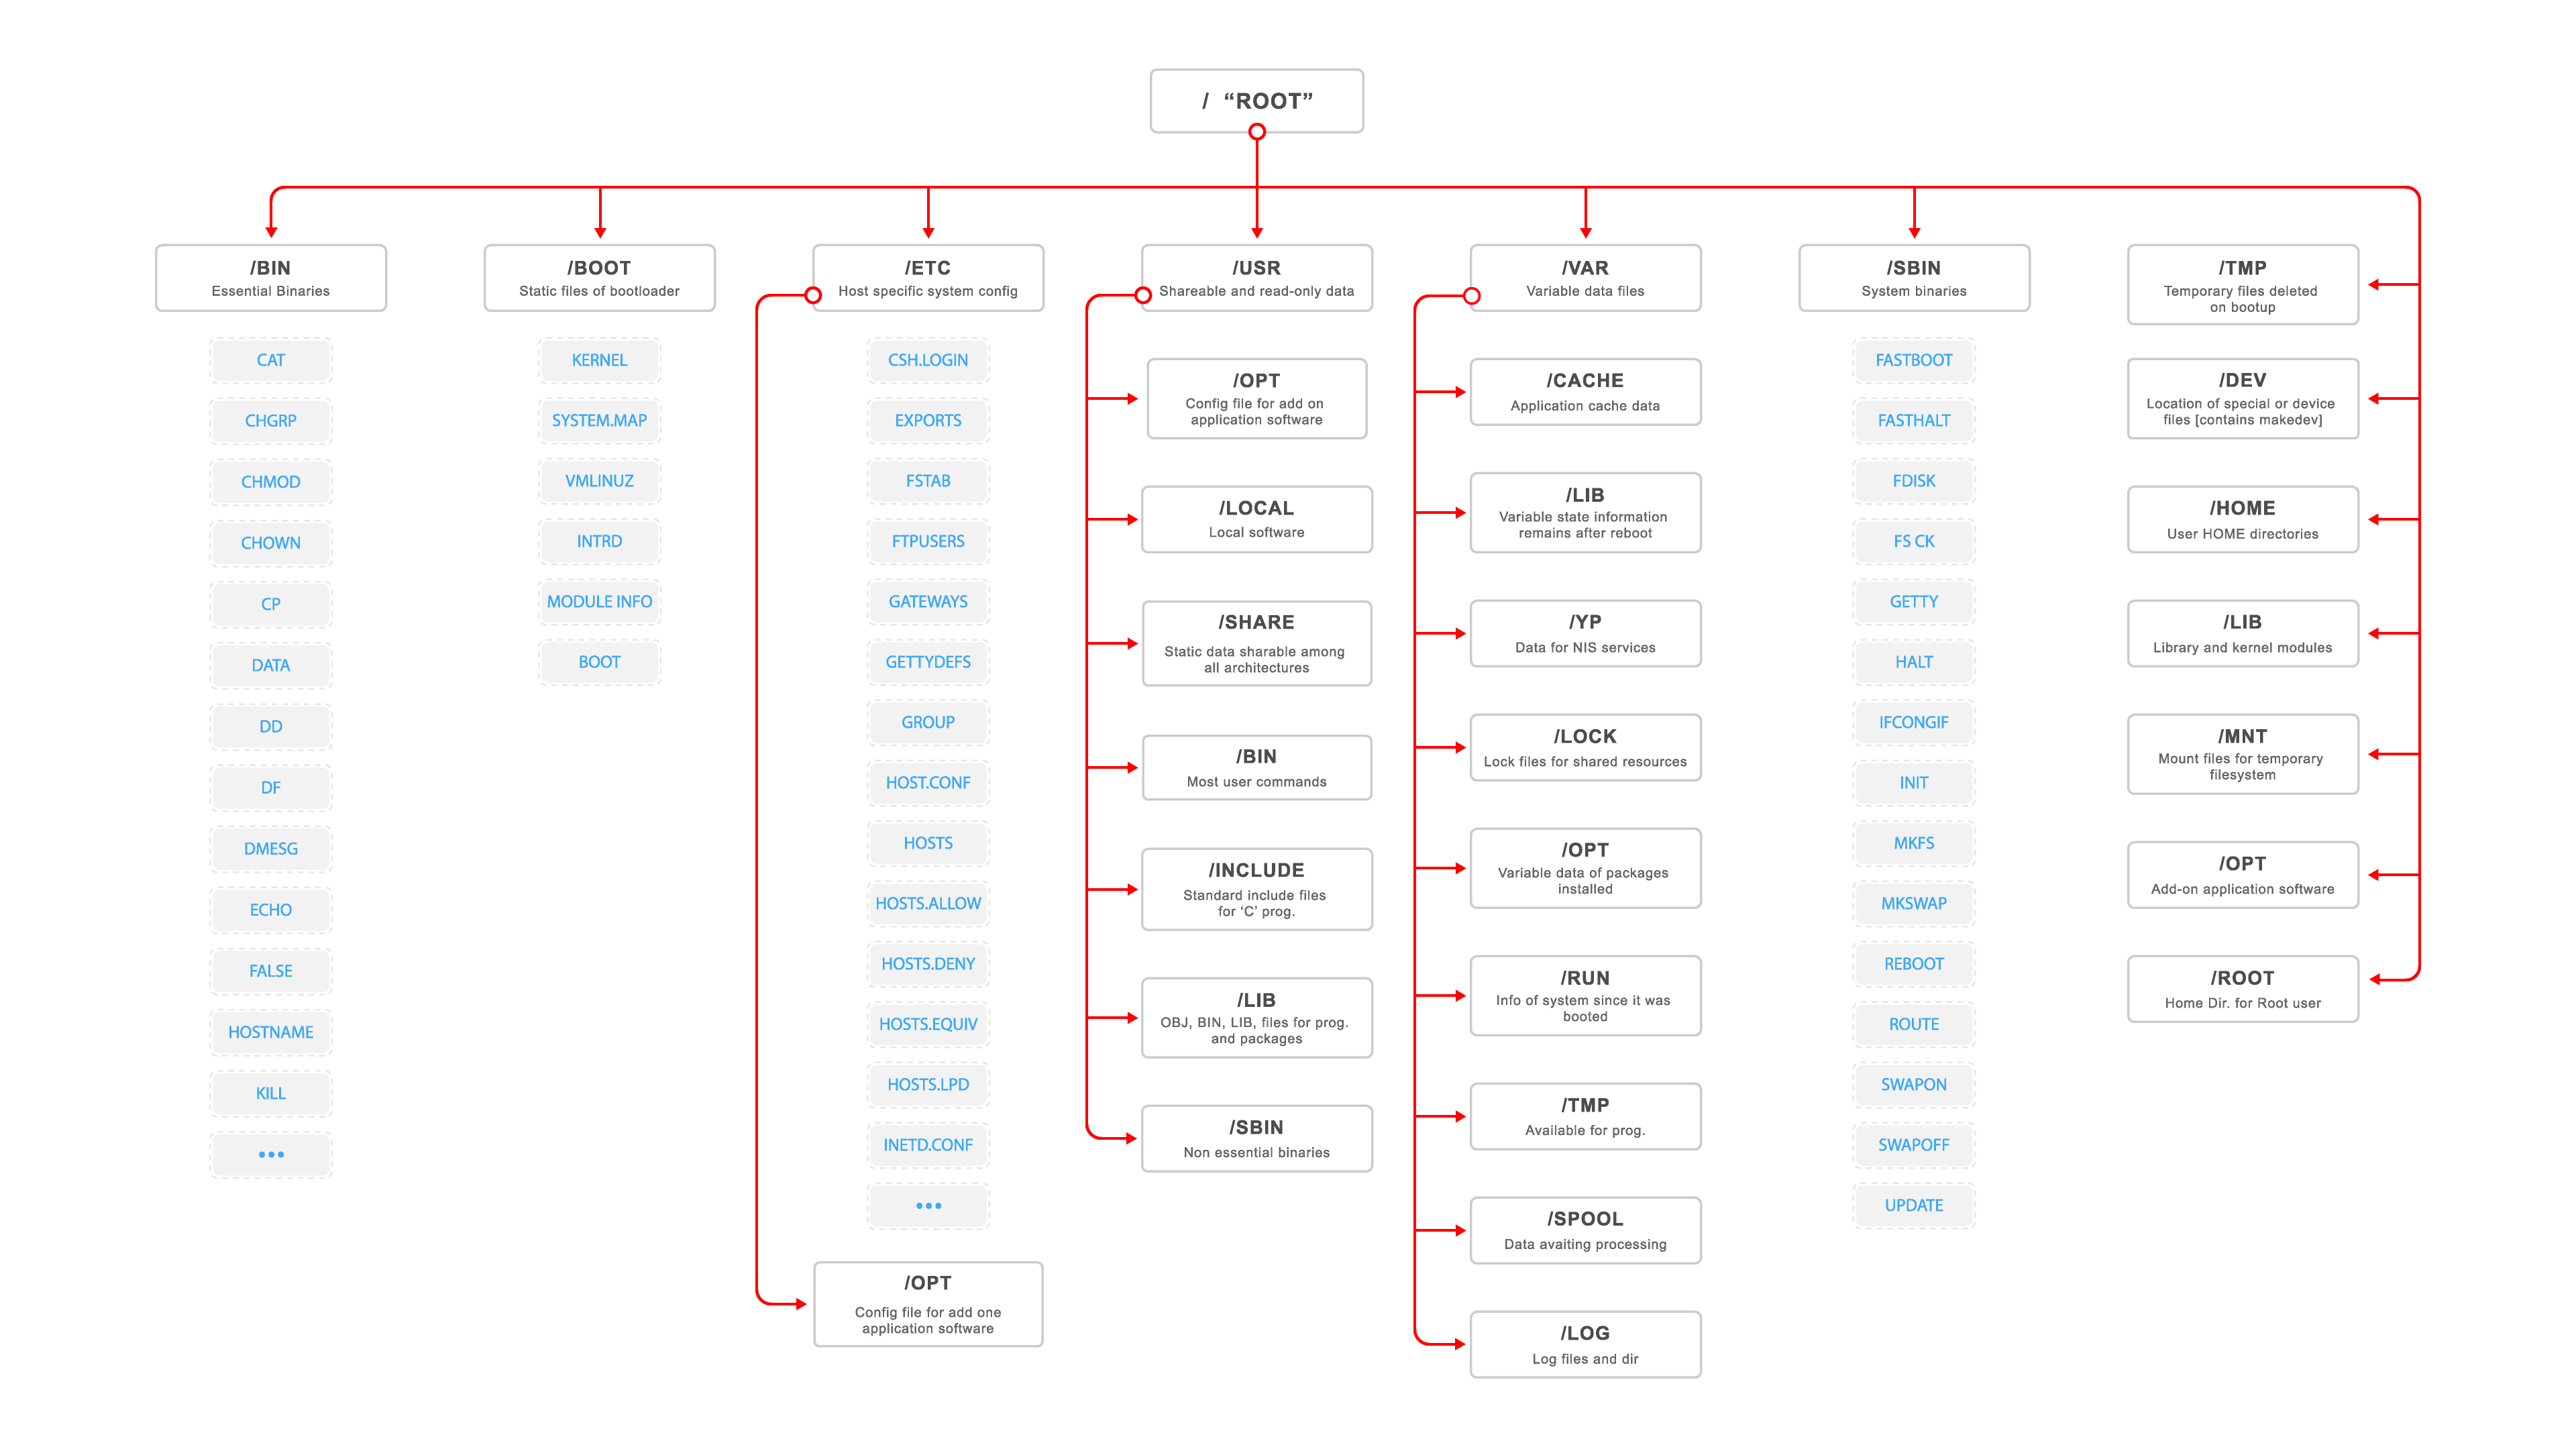 / “ROOT”
/BIN
Essential Binaries
CAT
CHGRP
CHMOD
CHOWN
CP
DATA
DD
DF
DMESG
ECHO
FALSE
HOSTNAME
KILL
•••
/BOOT
Static files of bootloader
KERNEL
SYSTEM.MAP
VMLINUZ
INTRD
MODULE INFO
BOOT
/ETC
Host specific system config
CSH.LOGIN
EXPORTS
FSTAB
FTPUSERS
GATEWAYS
GETTYDEFS
GROUP
HOST.CONF
HOSTS
HOSTS.ALLOW
HOSTS.DENY
HOSTS.EQUIV
HOSTS.LPD
INETD.CONF
•••
/OPT
Config file for add one
application software
/USR
Shareable and read-only data
/OPT
Config file for add on
application software
/LOCAL
Local software
/SHARE
Static data sharable among
all architectures
/BIN
Most user commands
/INCLUDE
Standard include files
for ‘C’ prog.
/LIB
OBJ, BIN, LIB, files for prog.
and packages
/SBIN
Non essential binaries
/VAR
Variable data files
/CACHE
Application cache data
/LIB
Variable state information
remains after reboot
/YP
Data for NIS services
/LOCK
Lock files for shared resources
/OPT
Variable data of packages
installed
/RUN
Info of system since it was
booted
/TMP
Available for prog.
/SPOOL
Data avaiting processing
/LOG
Log files and dir
/SBIN
System binaries
FASTBOOT
FASTHALT
FDISK
FS CK
GETTY
HALT
IFCONGIF
INIT
MKFS
MKSWAP
REBOOT
ROUTE
SWAPON
SWAPOFF
UPDATE
/TMP
Temporary files deleted
on bootup
/DEV
Location of special or device
files [contains makedev]
/HOME
User HOME directories
/LIB
Library and kernel modules
/MNT
Mount files for temporary
filesystem
/OPT
Add-on application software
/ROOT
Home Dir. for Root user